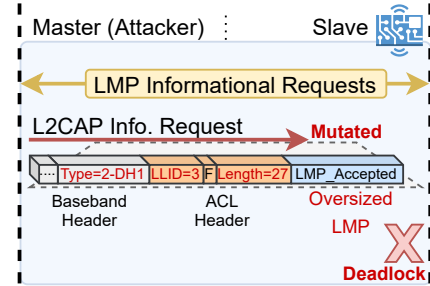 Master (Attacker)
Slave
LMP Informational Requests
L2CAP Info. Request
Mutated
.... Type=2-DH1 LLID=3 F Length=27 LMP_Accepted
Baseband Header
ACL Header
Oversized LMP
Deadlock